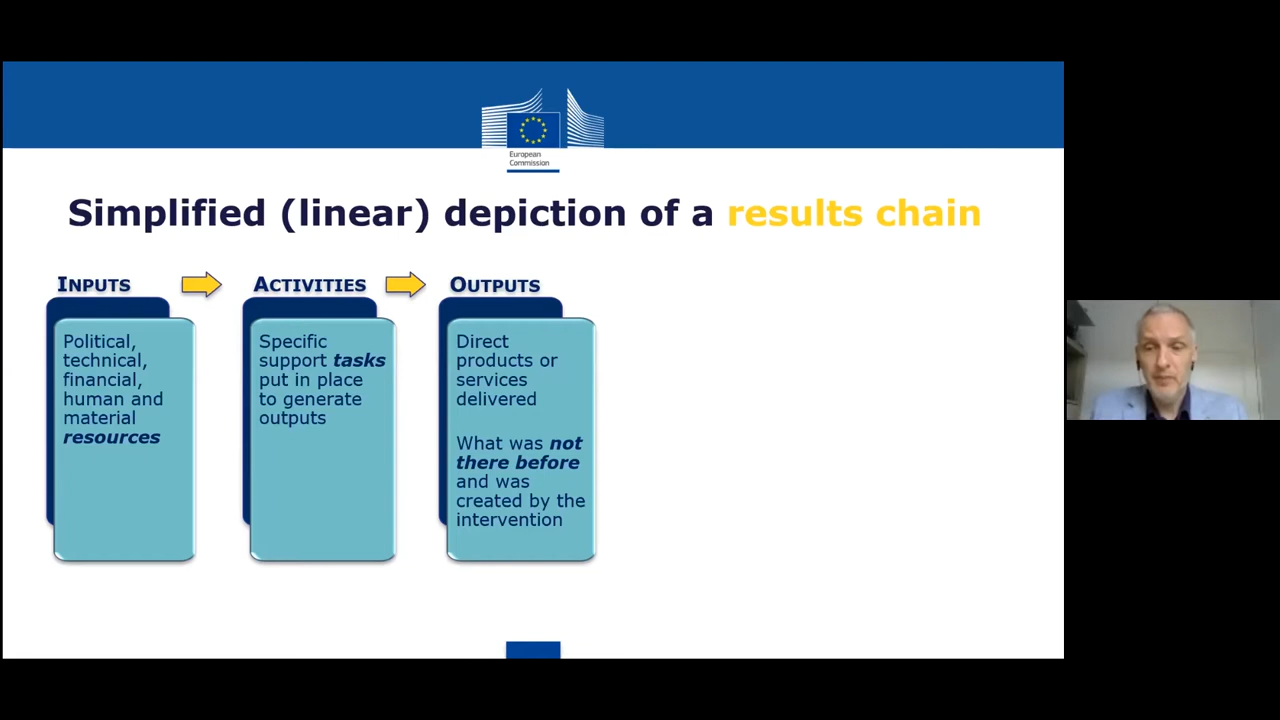 European
Commission
Simplified (linear) depiction of a results chain
INPUTS
Political,
technical,
financial,
human and
material
resources
ACTIVITIES
Specific
support tasks
put in place
to generate
outputs
OUTPUTS
Direct
products or
services
delivered
What was not
there before
and was
created by the
intervention